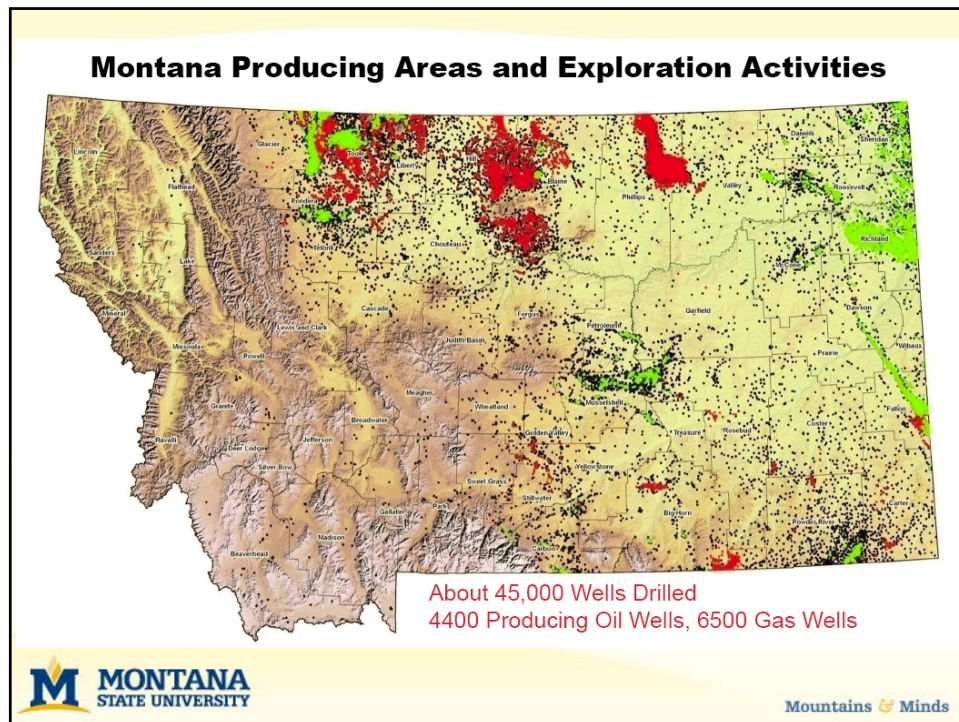 Montana Producing Areas and Exploration Activities
Lincoln
Glacier
Toole
Liberty
Hill
Blaine
Daniels
Sheridan
Flathead
Phillips
Valley
Roosevelt
Pondera
Richland
Teton
Chouteau
Sanders
Lake
McCone
Cascade
Garfield
Dawson
Mineral
Lewis and Clark
Fergus
Petroleum
Missoula
Powell
Judith Basin
Prairie
Wibaux
Granite
Meagher
Wheatland
Musselshell
Fallon
Broadwater
Golden Valley
Treasure
Rosebud
Custer
Ravalli
Deer Lodge
Jefferson
Silver Bow
Yellowstone
Sweet Grass
Stillwater
Carter
Gallatin
Park
Big Horn
Powder River
Madison
Beaverhead
Carbon
About 45,000 Wells Drilled
4400 Producing Oil Wells, 6500 Gas Wells
M
MONTANA
STATE UNIVERSITY
Mountains & Minds